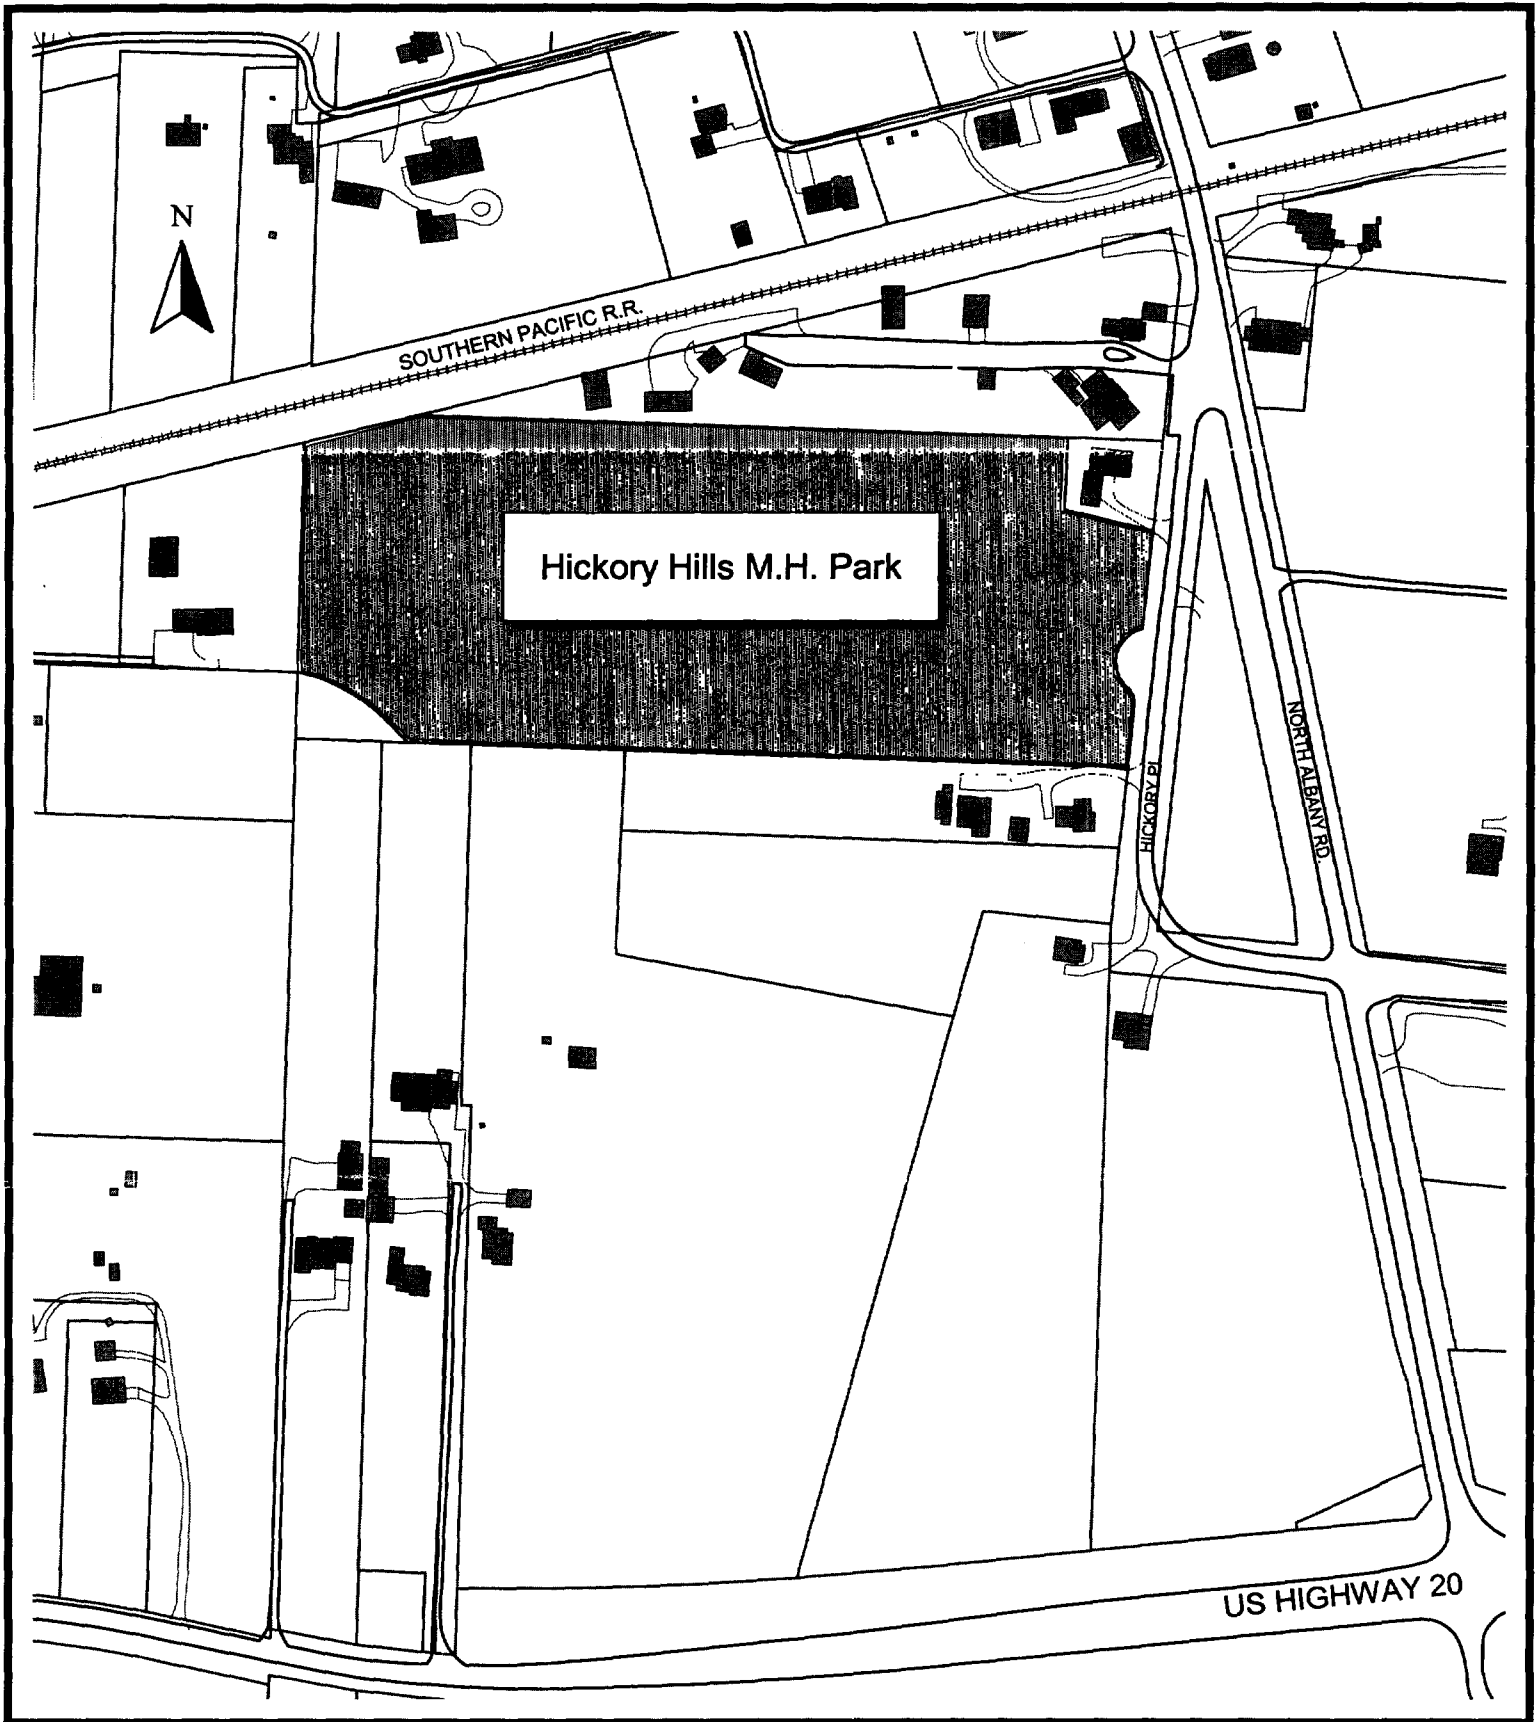 N
SOUTHERN PACIFIC R.R.
Hickory Hills M.H. Park
NORTH ALBANY RD.
HICKORY Pl
US HIGHWAY 20